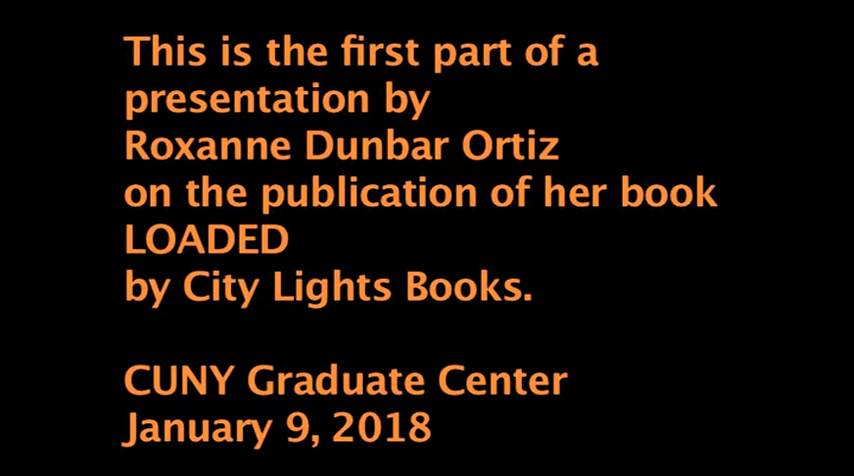 This is the first part of a
presentation by
Roxanne Dunbar Ortiz
on the publication of her book
LOADED
by City Lights Books.
CUNY Graduate Center
January 9, 2018